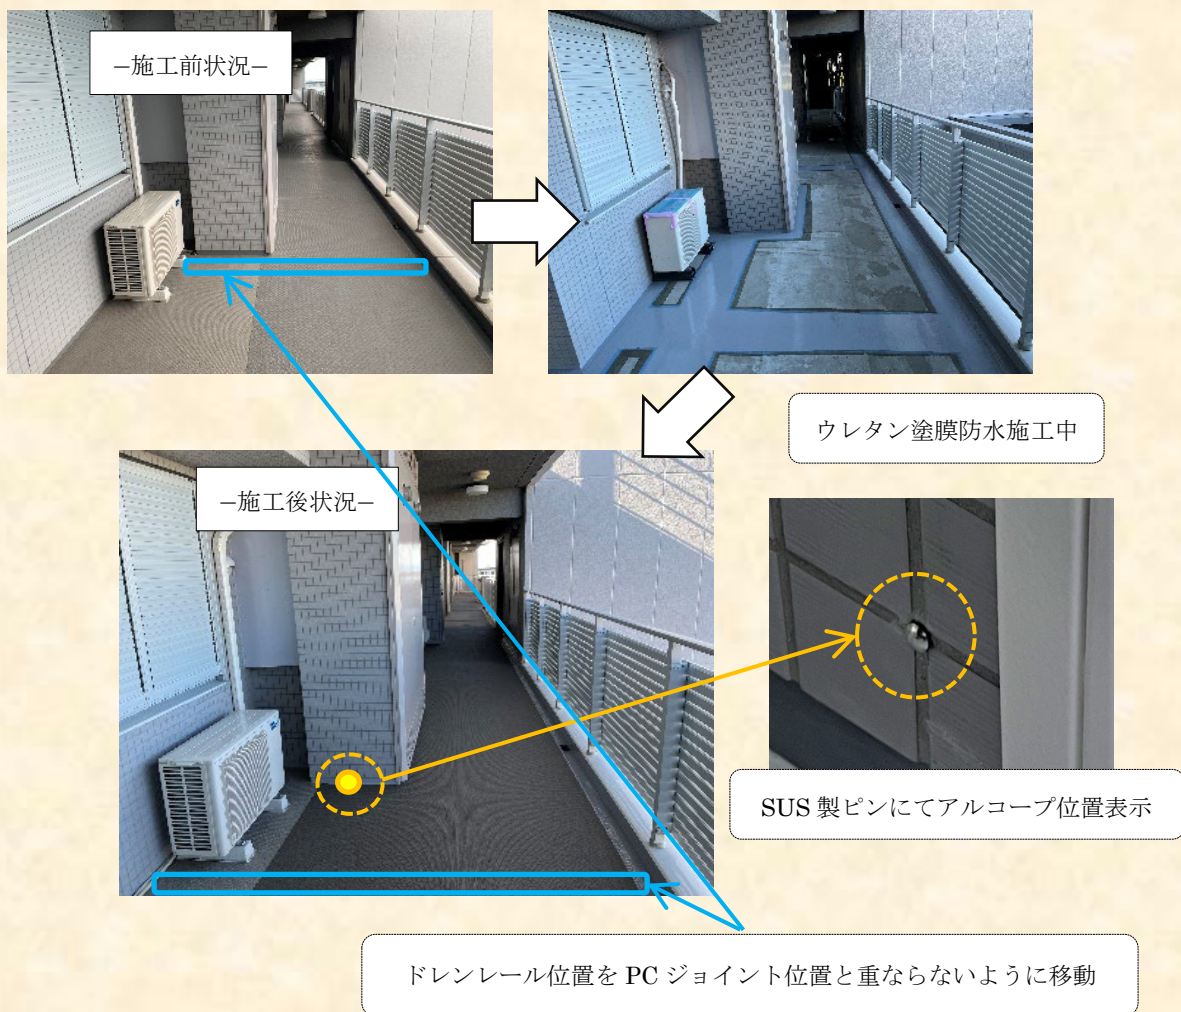 –施工前状況–
ウレタン塗膜防水施工中
–施工後状況–
SUS 製ピンにてアルコープ位置表示
ドレンレール位置を PC ジョイント位置と重ならないように移動